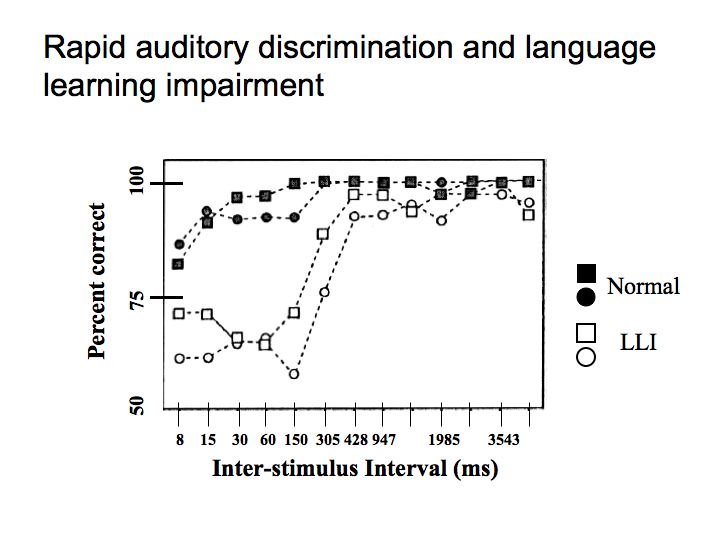 Rapid auditory discrimination and language
learning impairment
100
75
50
Percent correct
8 15 30 60 150 305 428 947 1985 3543
Inter-stimulus Interval (ms)
Normal
LLI